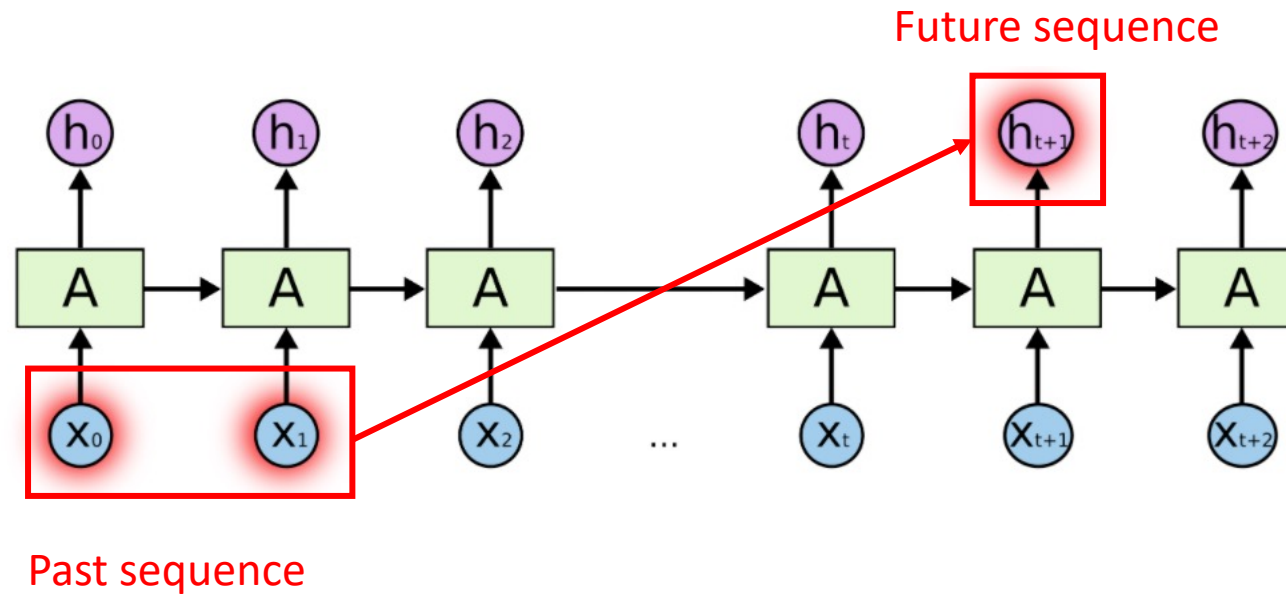 Future sequence
h₀ h₁ h₂ hₜ hₜ₊₁ hₜ₊₂
A A A A A A
x₀ x₁ x₂ ... xₜ xₜ₊₁ xₜ₊₂
Past sequence